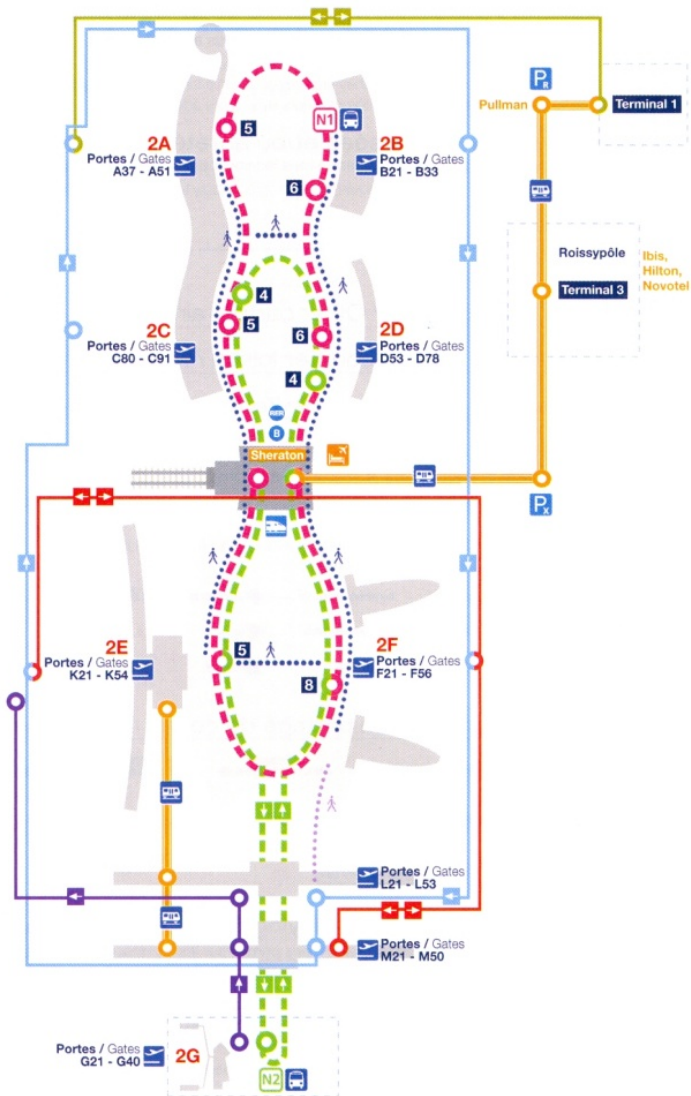 P R
Pullman
Terminal 1
5
N1
2A
Portes / Gates
A37 - A51
2B
Portes / Gates
B21 - B33
6
Roissypôle
Ibis,
Hilton,
Novotel
Terminal 3
4
5
6
2C
Portes / Gates
C80 - C91
2D
Portes / Gates
D53 - D78
4
RER
B
Sheraton
P X
2E
Portes / Gates
K21 - K54
5
2F
Portes / Gates
F21 - F56
8
Portes / Gates
L21 - L53
Portes / Gates
M21 - M50
Portes / Gates
G21 - G40
2G
N2